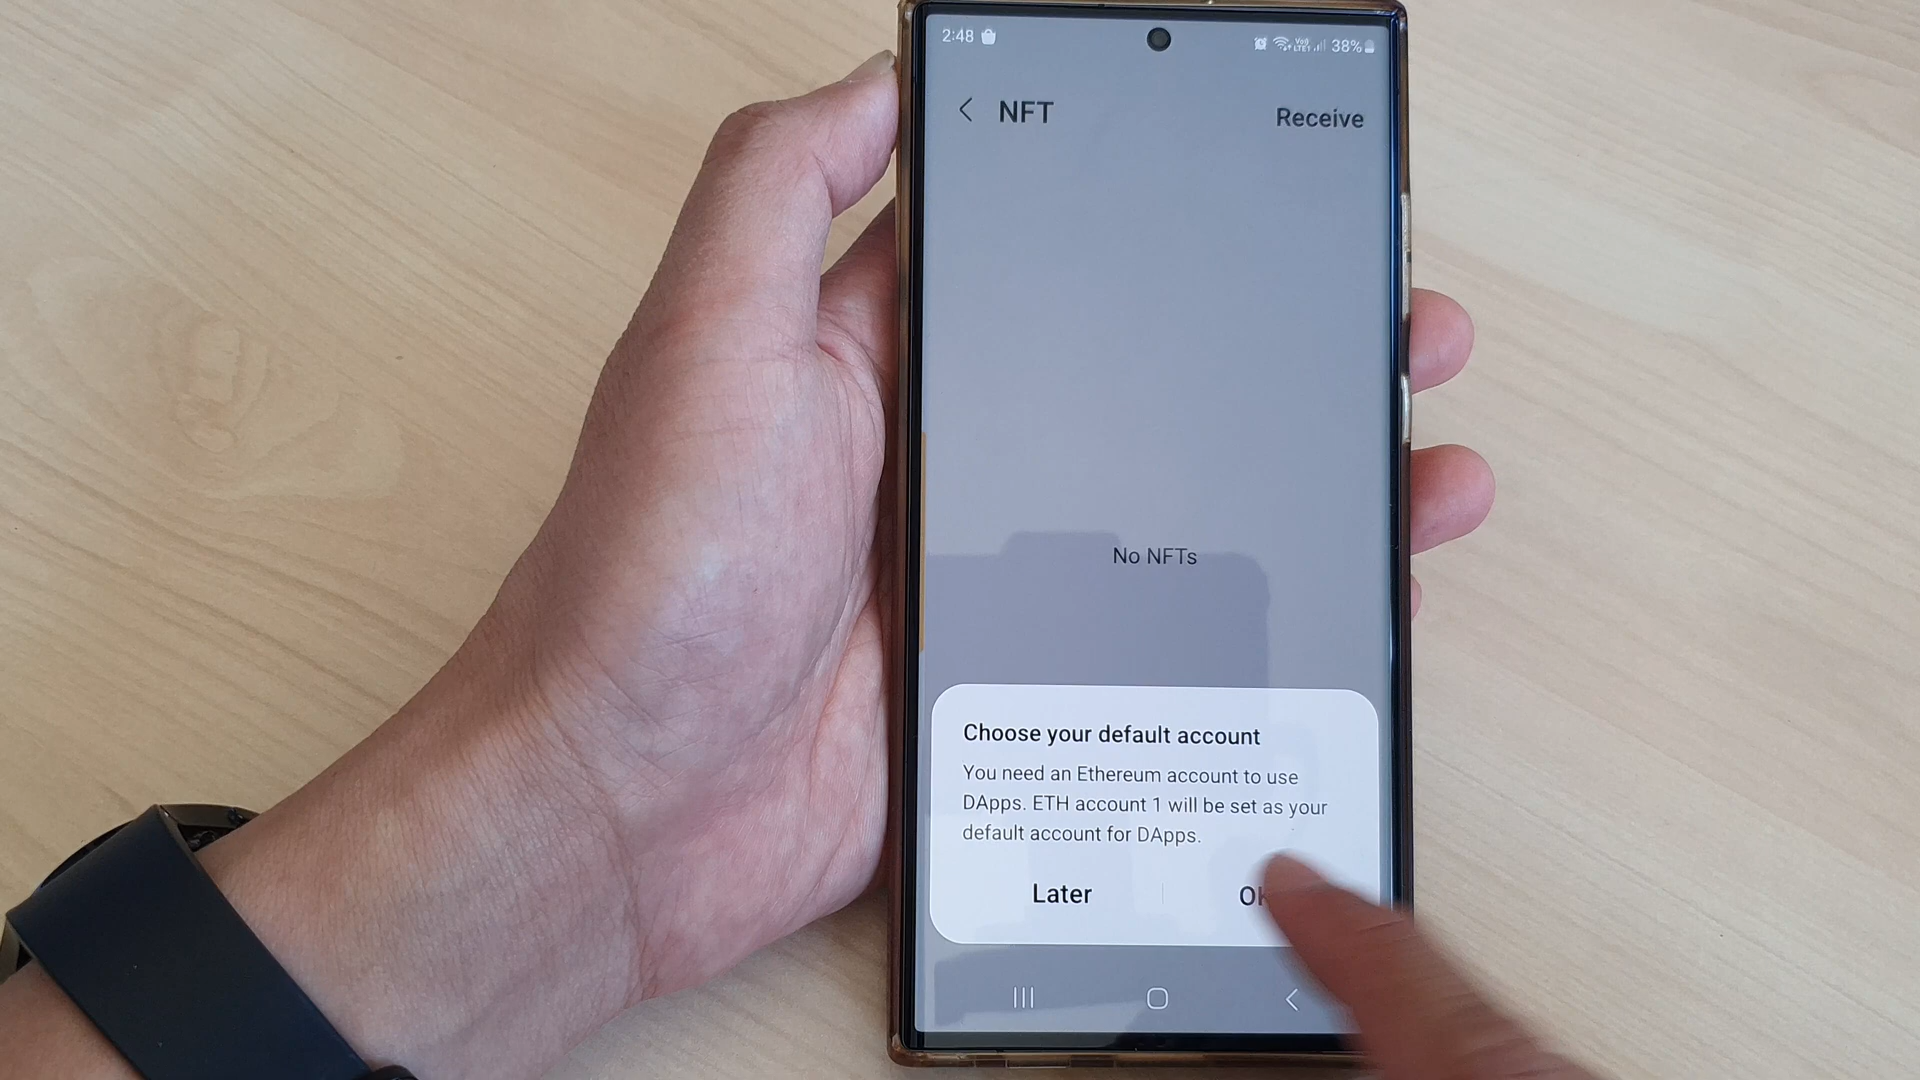 2:48
38%
NFT
Receive
No NFTs
Choose your default account
You need an Ethereum account to use
DApps. ETH account 1 will be set as your
default account for DApps.
Later
OK